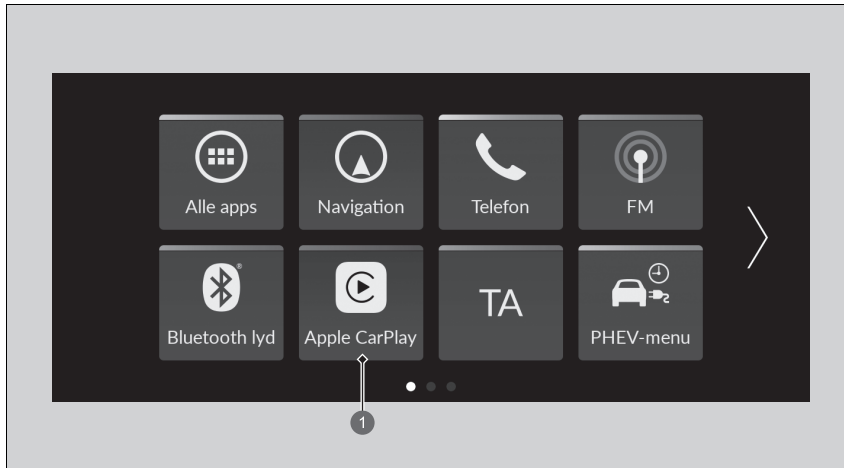 Alle apps
Navigation
Telefon
FM
Bluetooth lyd
Apple CarPlay
TA
PHEV-menu
1